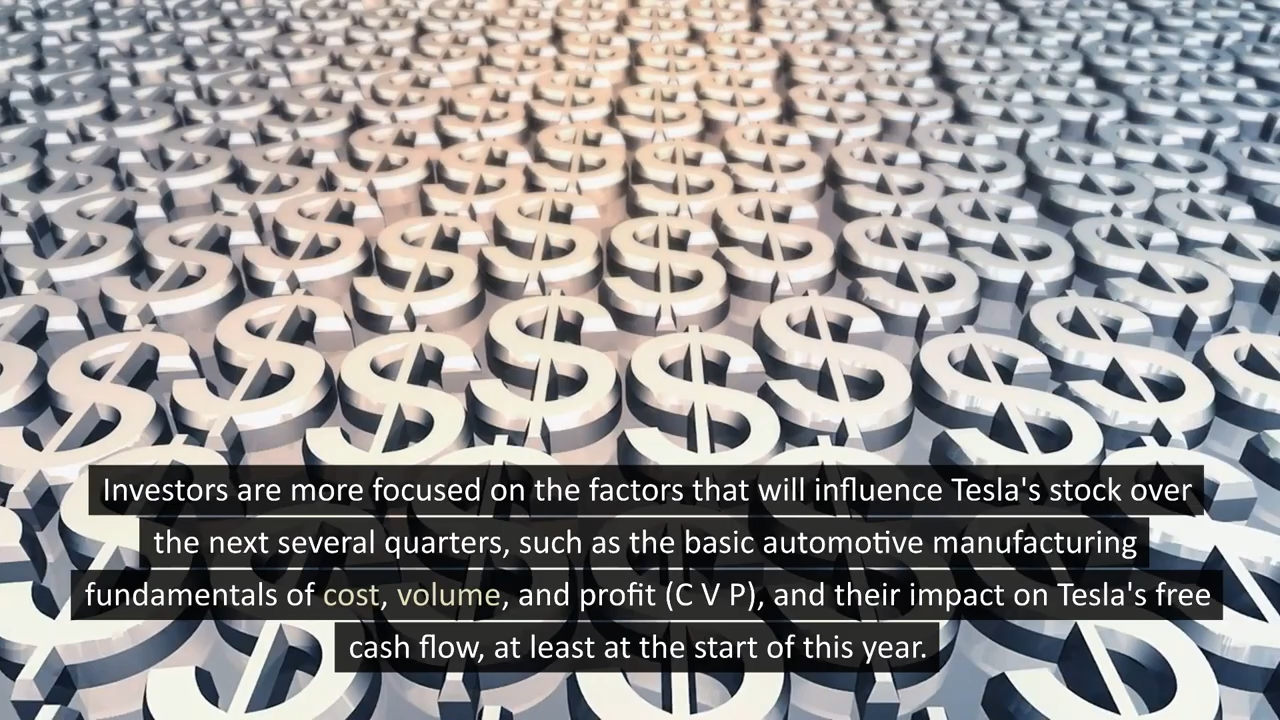 Investors are more focused on the factors that will influence Tesla's stock over
the next several quarters, such as the basic automotive manufacturing
fundamentals of cost, volume, and profit (C V P), and their impact on Tesla's free
cash flow, at least at the start of this year.